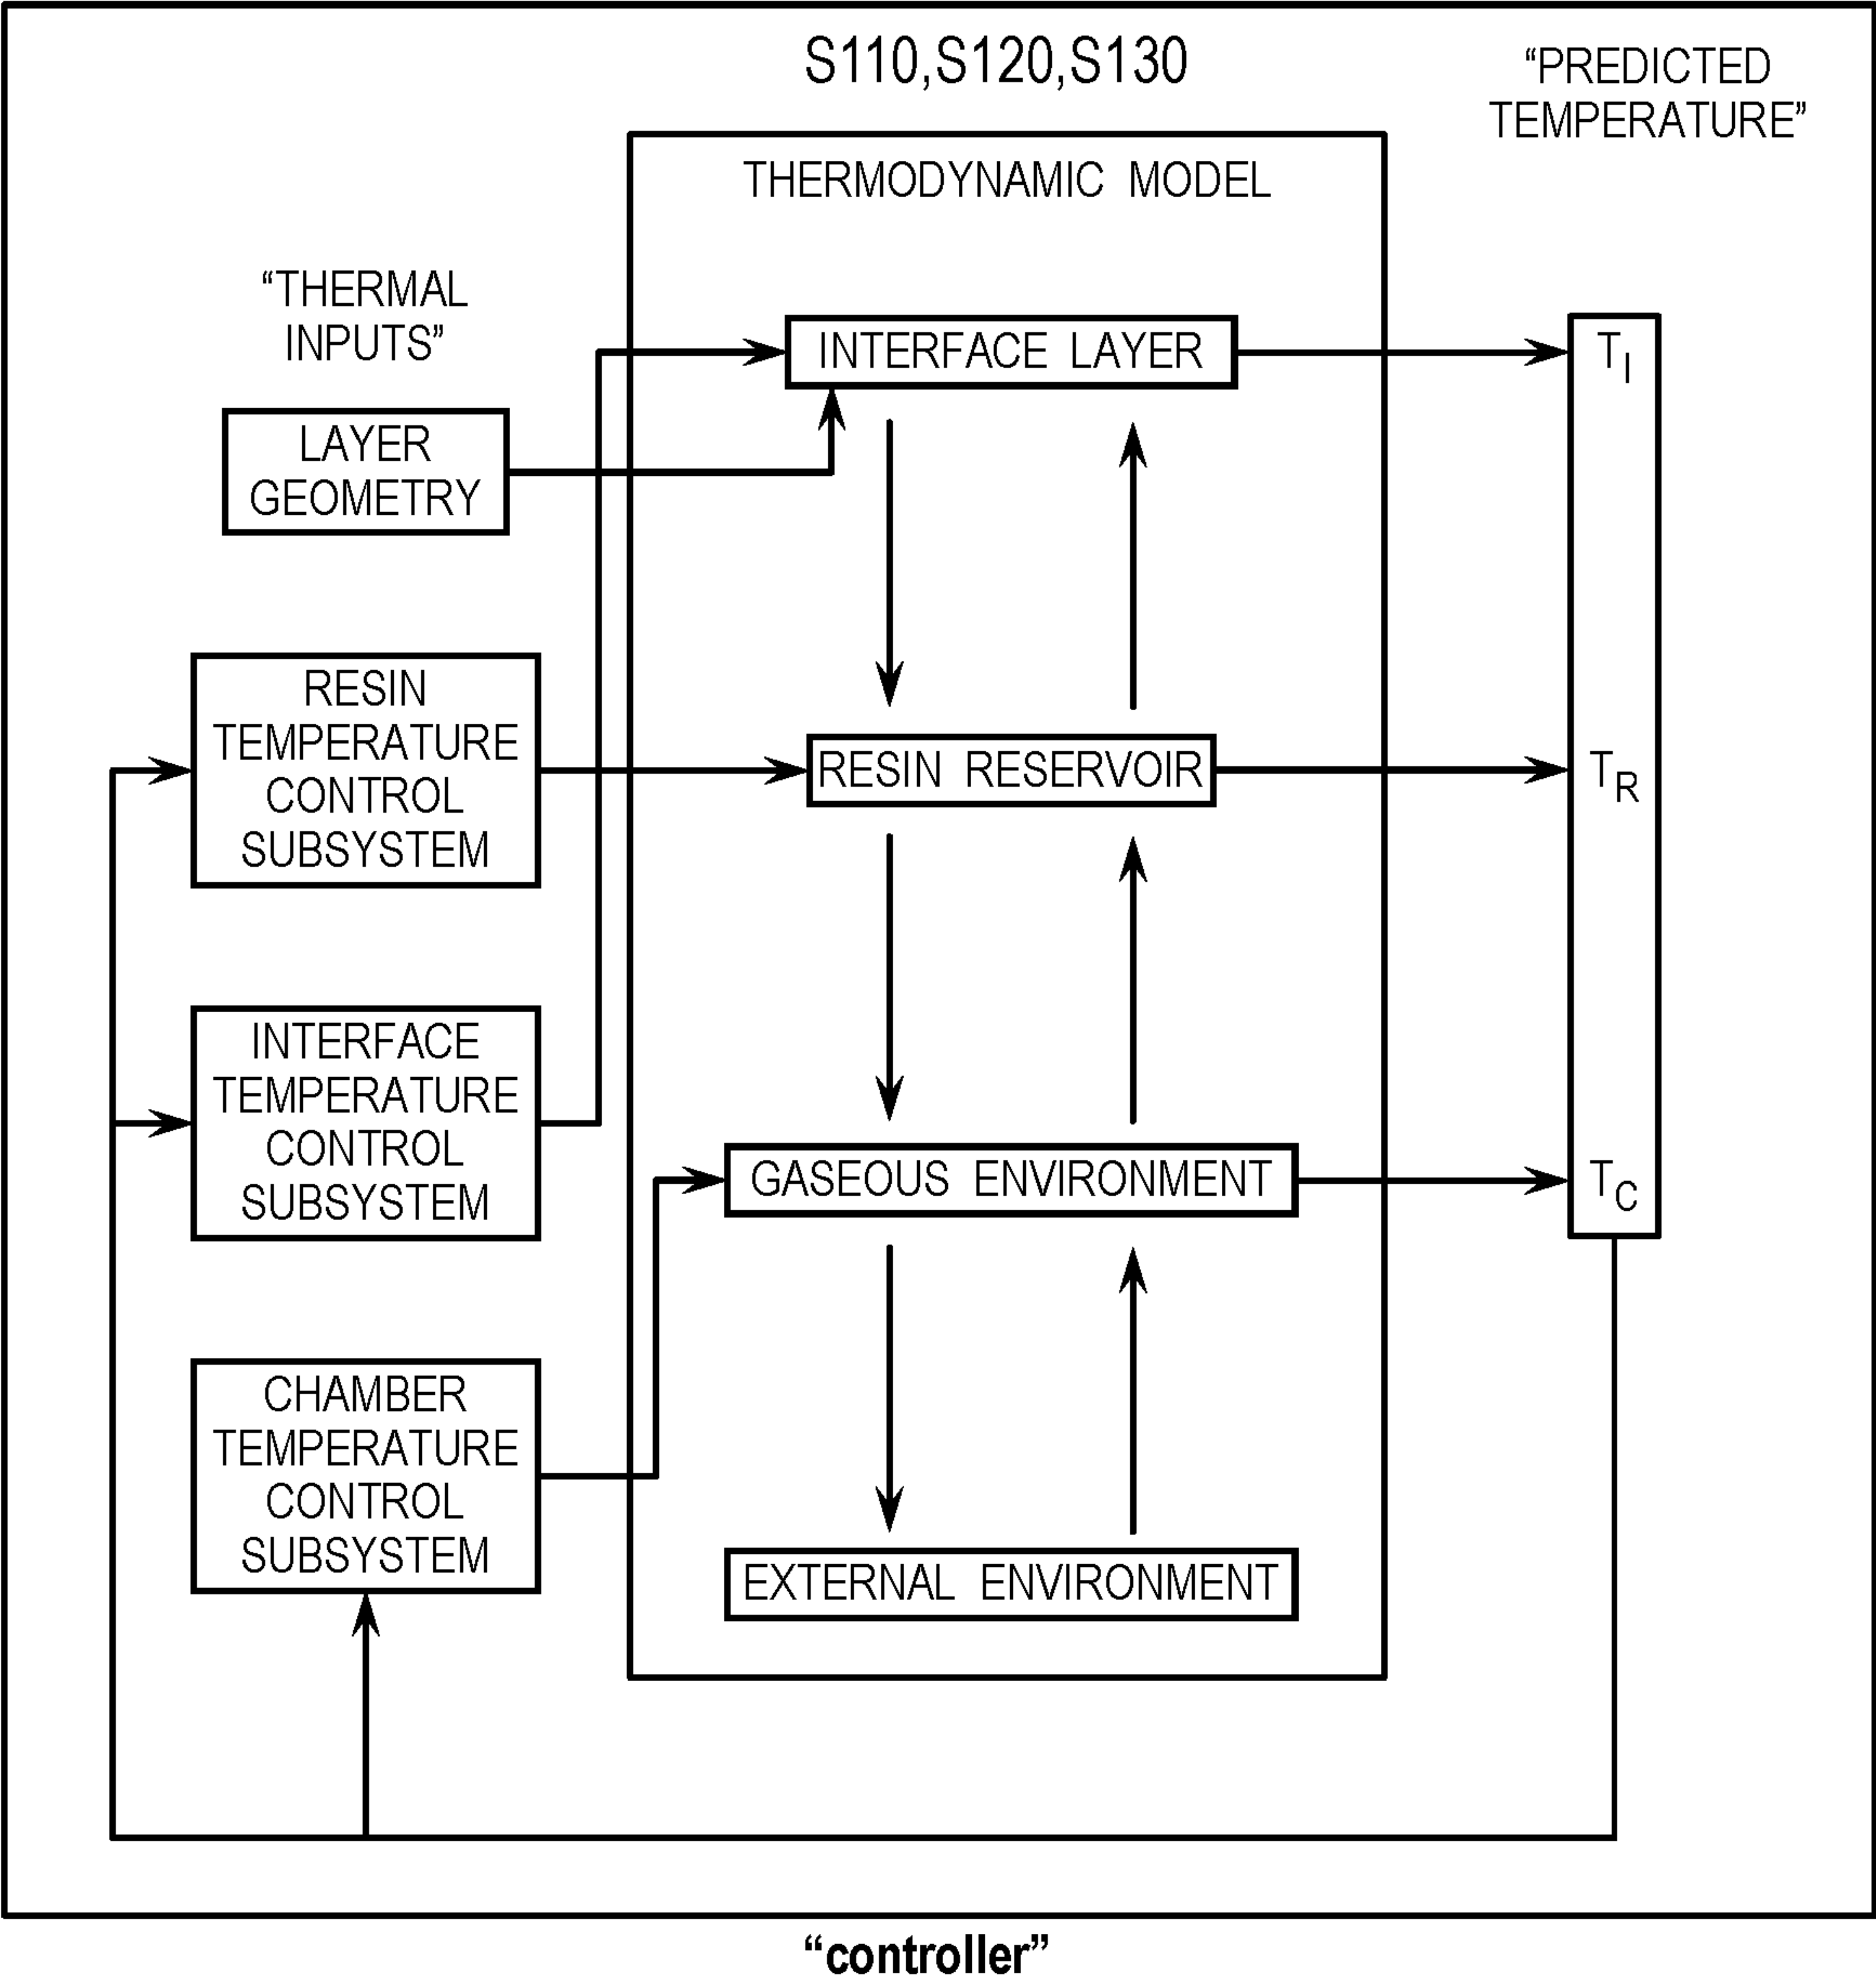 S110,S120,S130
“PREDICTED
TEMPERATURE”
THERMODYNAMIC MODEL
“THERMAL
INPUTS”
INTERFACE LAYER
T_I
LAYER
GEOMETRY
RESIN
TEMPERATURE
CONTROL
SUBSYSTEM
RESIN RESERVOIR
T_R
INTERFACE
TEMPERATURE
CONTROL
SUBSYSTEM
GASEOUS ENVIRONMENT
T_C
CHAMBER
TEMPERATURE
CONTROL
SUBSYSTEM
EXTERNAL ENVIRONMENT
“controller”